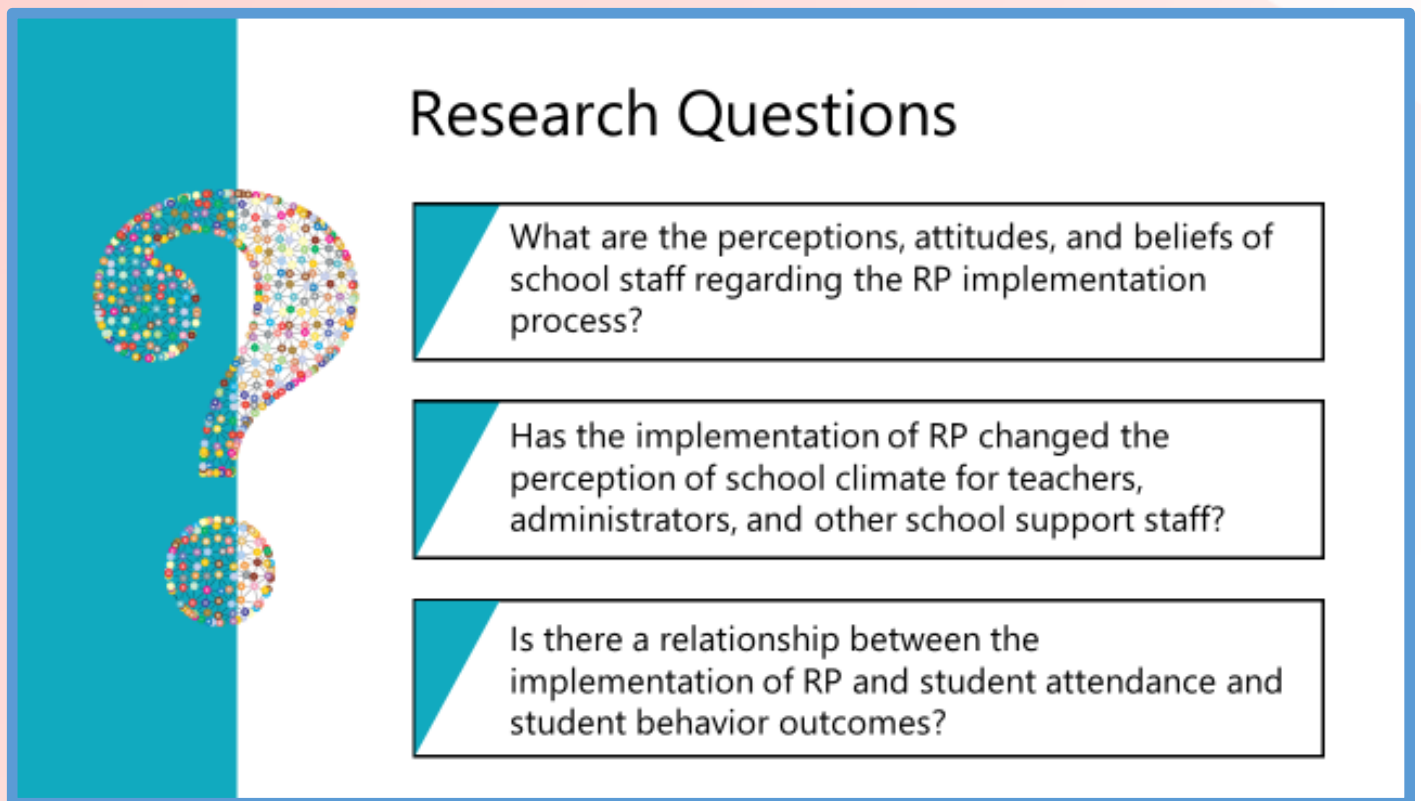 Research Questions
What are the perceptions, attitudes, and beliefs of
school staff regarding the RP implementation
process?
Has the implementation of RP changed the
perception of school climate for teachers,
administrators, and other school support staff?
Is there a relationship between the
implementation of RP and student attendance and
student behavior outcomes?